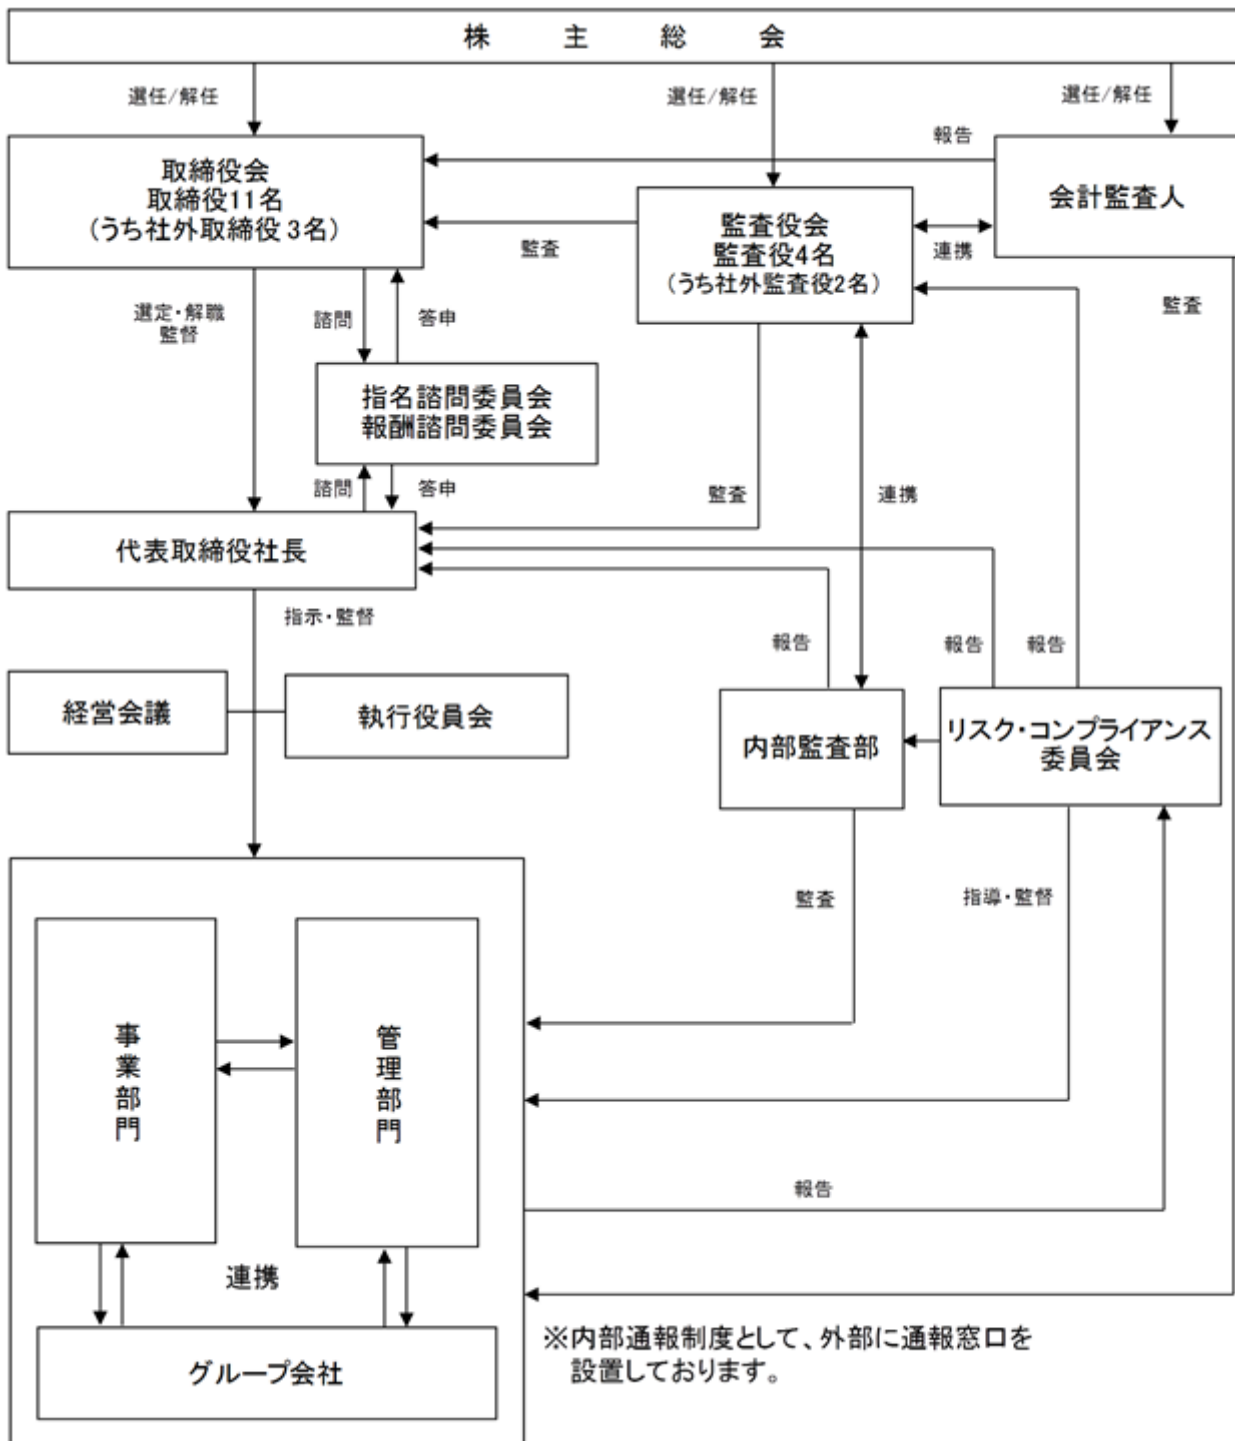 株主総会
選任/解任
選任/解任
選任/解任
取締役会
取締役11名
(うち社外取締役3名)
報告
会計監査人
監査役会
監査役4名
(うち社外監査役2名)
監査
連携
監査
選定・解職
監督
諮問
答申
指名諮問委員会
報酬諮問委員会
諮問
答申
監査
連携
代表取締役社長
指示・監督
報告
報告
報告
経営会議
執行役員会
内部監査部
リスク・コンプライアンス
委員会
監査
指導・監督
事業部門
管理部門
報告
連携
グループ会社
※内部通報制度として、外部に通報窓口を
設置しております。